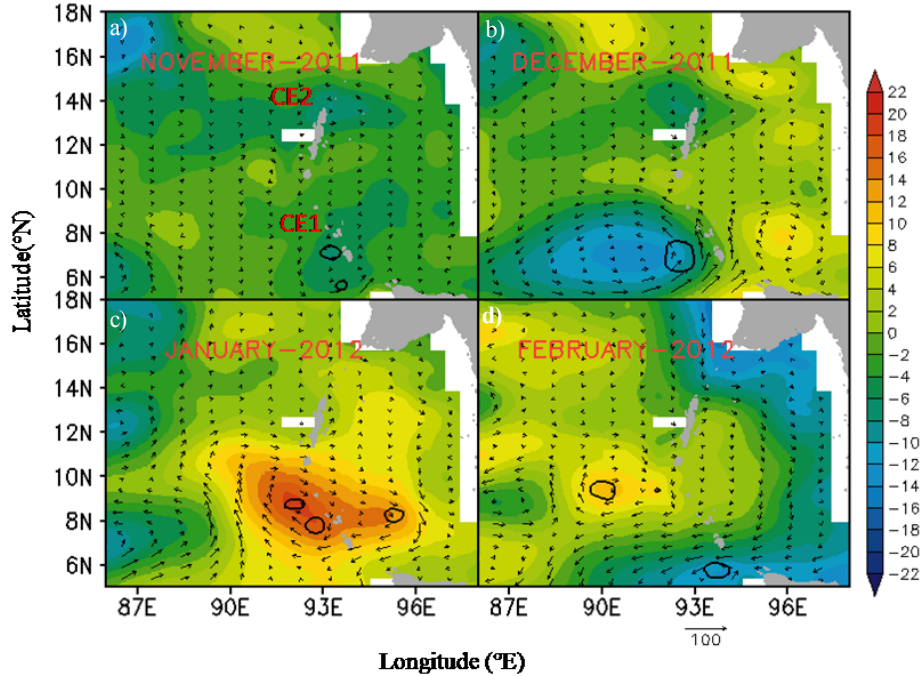 a)
NOVEMBER-2011
CE2
CE1
b)
DECEMBER-2011
c)
JANUARY-2012
d)
FEBRUARY-2012
18N
16N
14N
12N
10N
8N
6N
18N
16N
14N
12N
10N
8N
6N
Latitude(°N)
87E 90E 93E 96E
87E 90E 93E 96E
100
Longitude (°E)
22
20
18
16
14
12
10
8
6
4
2
-2
-4
-6
-8
-10
-12
-14
-16
-18
-20
-22